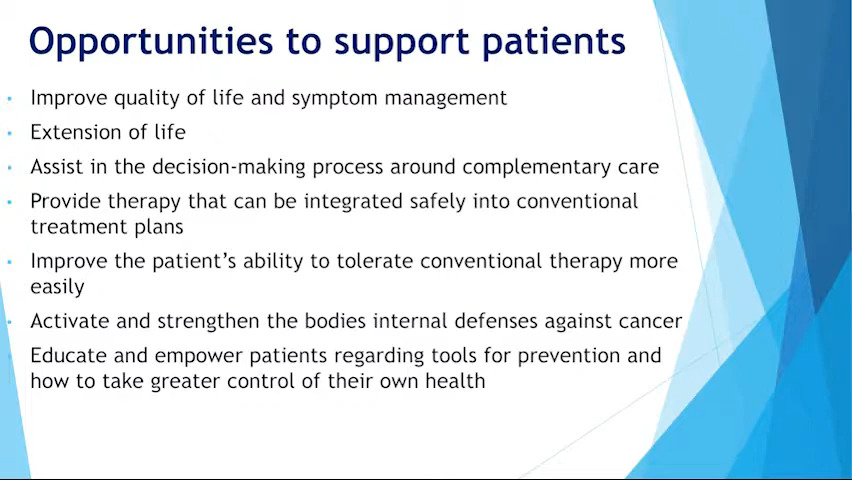 Opportunities to support patients
• Improve quality of life and symptom management
• Extension of life
• Assist in the decision-making process around complementary care
• Provide therapy that can be integrated safely into conventional
treatment plans
• Improve the patient’s ability to tolerate conventional therapy more
easily
• Activate and strengthen the bodies internal defenses against cancer
• Educate and empower patients regarding tools for prevention and
how to take greater control of their own health